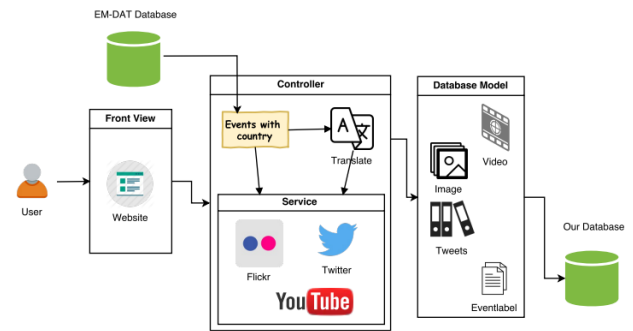 EM-DAT Database
Controller
Database Model
Front View
Events with
country
A 文
Translate
Video
Image
User
Website
Service
Flickr
Twitter
Tweets
Our Database
YouTube
Eventlabel